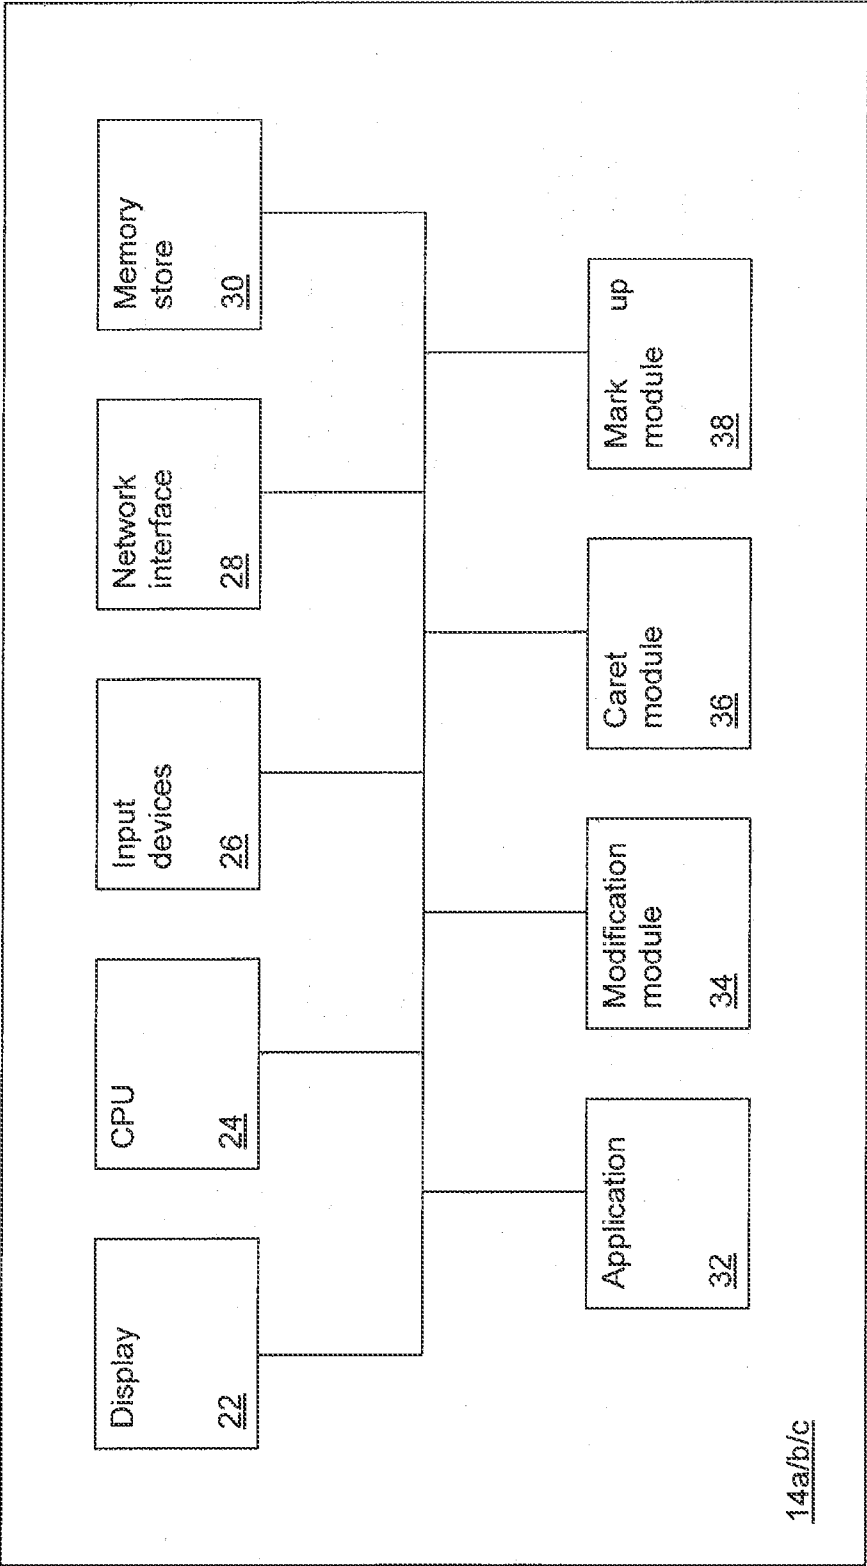 Display
22
CPU
24
Input
devices
26
Network
interface
28
Memory
store
30
Application
32
Modification
module
34
Caret
module
36
Mark up
module
38
14a/b/c